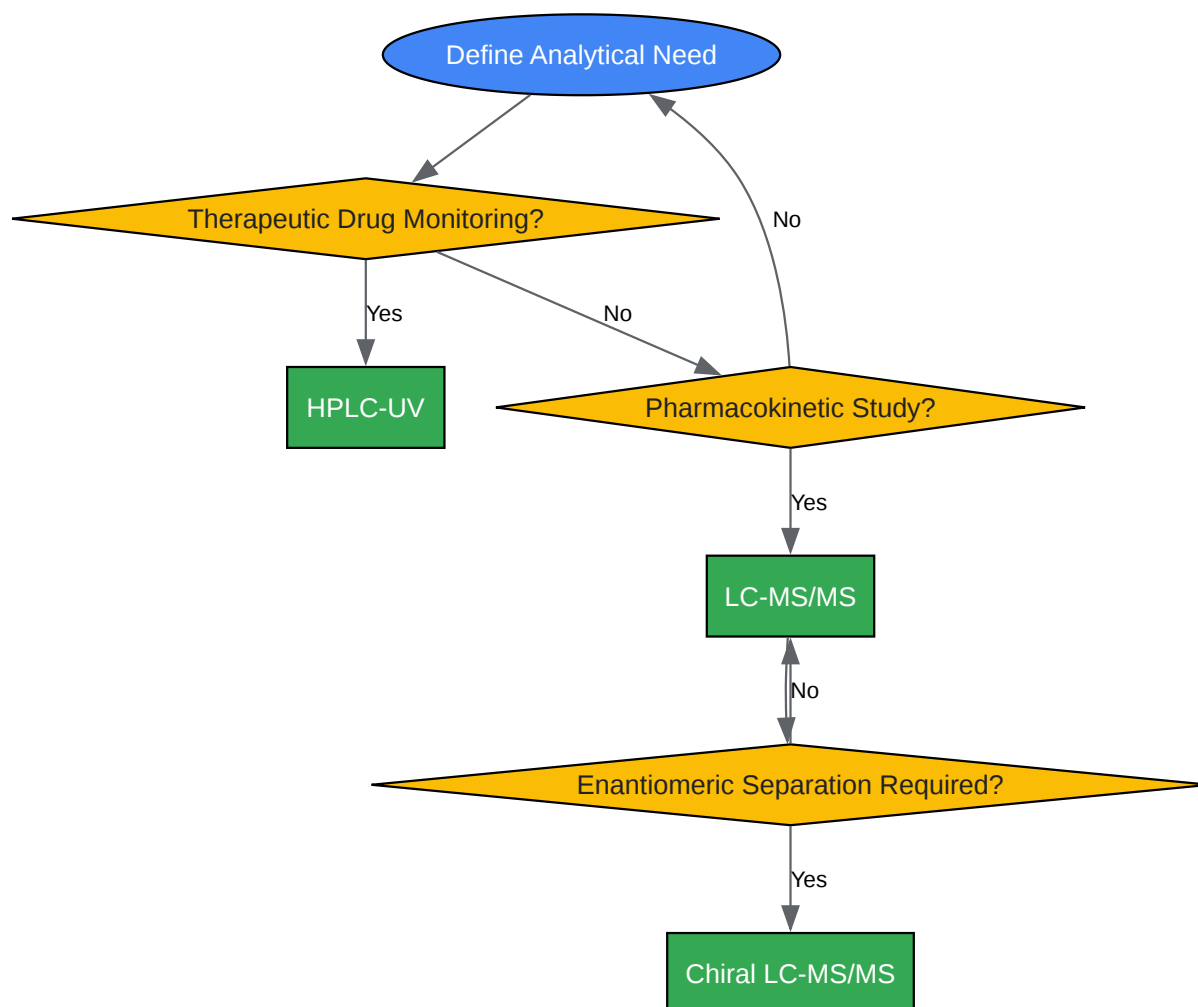 Define Analytical Need
Therapeutic Drug Monitoring?
No
Yes
No
HPLC-UV
Pharmacokinetic Study?
Yes
LC-MS/MS
No
Enantiomeric Separation Required?
Yes
Chiral LC-MS/MS